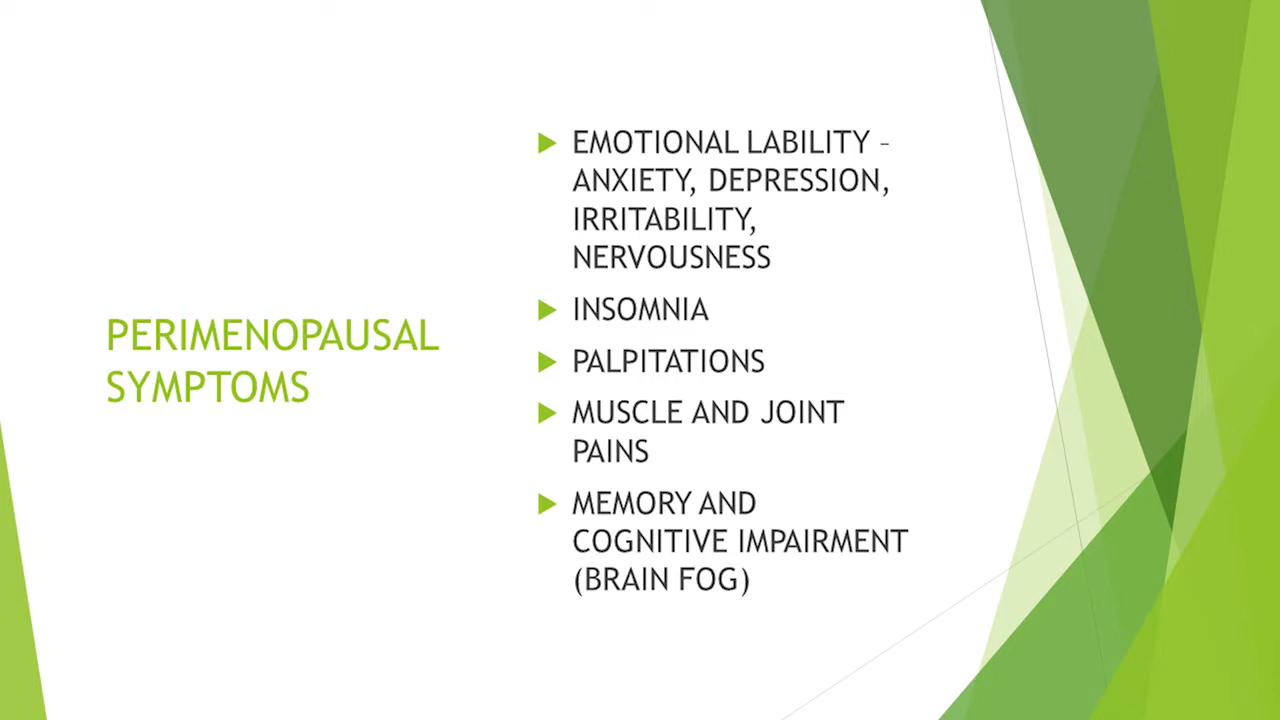 PERIMENOPAUSAL
SYMPTOMS
EMOTIONAL LABILITY –
ANXIETY, DEPRESSION,
IRRITABILITY,
NERVOUSNESS
INSOMNIA
PALPITATIONS
MUSCLE AND JOINT
PAINS
MEMORY AND
COGNITIVE IMPAIRMENT
(BRAIN FOG)